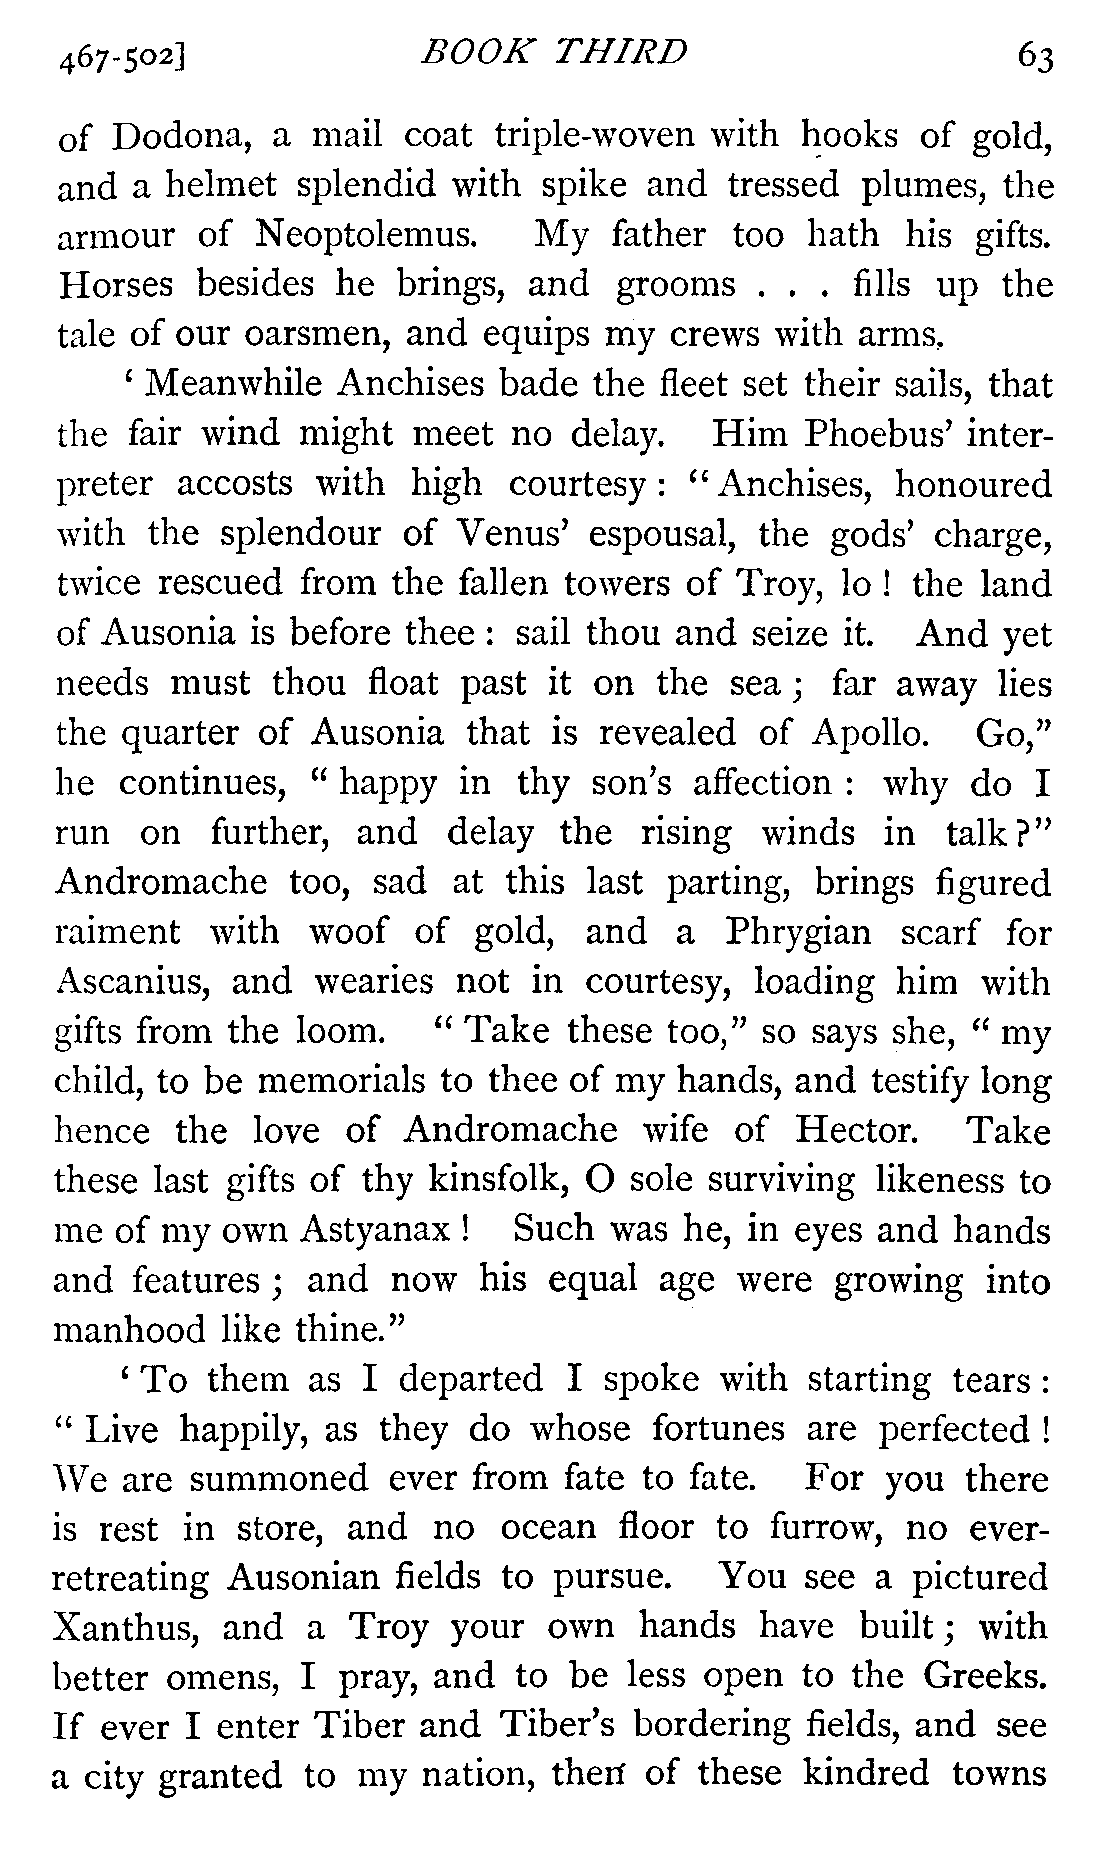 467-502] BOOK THIRD 63
of Dodona, a mail coat triple-woven with hooks of gold,
and a helmet splendid with spike and tressed plumes, the
armour of Neoptolemus. My father too hath his gifts.
Horses besides he brings, and grooms . . . fills up the
tale of our oarsmen, and equips my crews with arms.
‘ Meanwhile Anchises bade the fleet set their sails, that
the fair wind might meet no delay. Him Phoebus’ inter-
preter accosts with high courtesy : “ Anchises, honoured
with the splendour of Venus’ espousal, the gods’ charge,
twice rescued from the fallen towers of Troy, lo ! the land
of Ausonia is before thee : sail thou and seize it. And yet
needs must thou float past it on the sea ; far away lies
the quarter of Ausonia that is revealed of Apollo. Go,”
he continues, “ happy in thy son’s affection : why do I
run on further, and delay the rising winds in talk ?”
Andromache too, sad at this last parting, brings figured
raiment with woof of gold, and a Phrygian scarf for
Ascanius, and wearies not in courtesy, loading him with
gifts from the loom. “ Take these too,” so says she, “ my
child, to be memorials to thee of my hands, and testify long
hence the love of Andromache wife of Hector. Take
these last gifts of thy kinsfolk, O sole surviving likeness to
me of my own Astyanax ! Such was he, in eyes and hands
and features ; and now his equal age were growing into
manhood like thine.”
‘ To them as I departed I spoke with starting tears :
“ Live happily, as they do whose fortunes are perfected !
We are summoned ever from fate to fate. For you there
is rest in store, and no ocean floor to furrow, no ever-
retreating Ausonian fields to pursue. You see a pictured
Xanthus, and a Troy your own hands have built ; with
better omens, I pray, and to be less open to the Greeks.
If ever I enter Tiber and Tiber’s bordering fields, and see
a city granted to my nation, then of these kindred towns